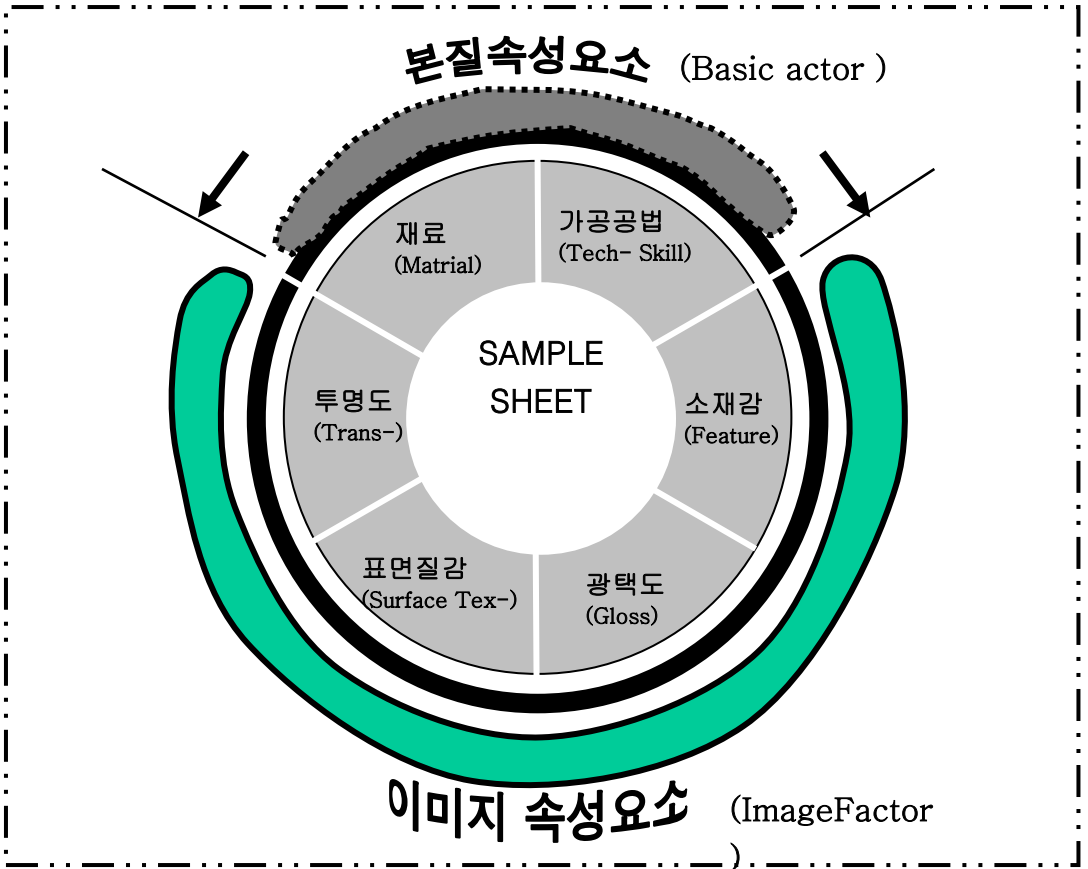 본질속성요소 (Basic actor )
재료
(Matrial)
가공공법
(Tech- Skill)
SAMPLE
SHEET
투명도
(Trans-)
소재감
(Feature)
표면질감
(Surface Tex-)
광택도
(Gloss)
이미지 속성요소 (ImageFactor
)